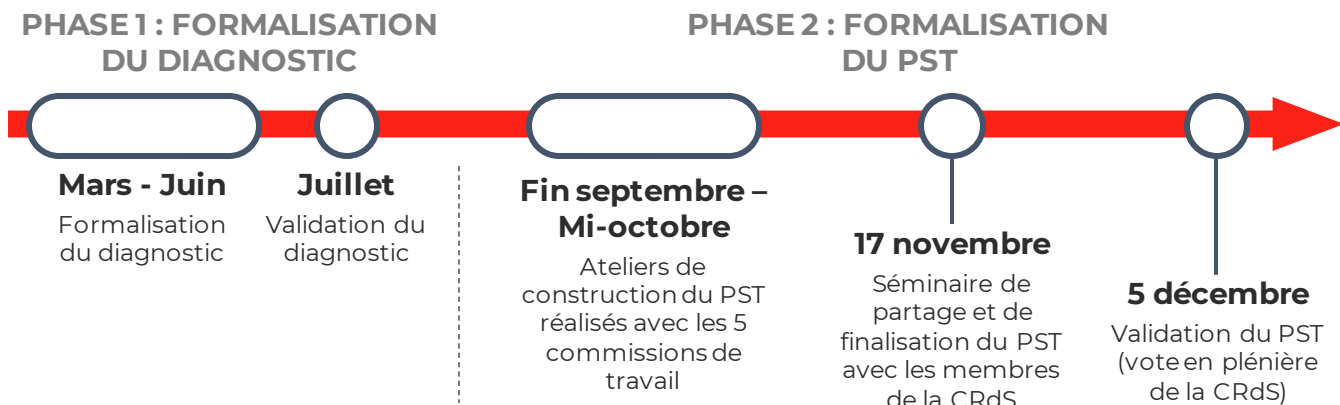 PHASE 1 : FORMALISATION
DU DIAGNOSTIC
PHASE 2 : FORMALISATION
DU PST
Mars - Juin
Formalisation
du diagnostic
Juillet
Validation du
diagnostic
Fin septembre –
Mi-octobre
Ateliers de
construction du PST
réalisés avec les 5
commissions de
travail
17 novembre
Séminaire de
partage et de
finalisation du PST
avec les membres
de la CRdS
5 décembre
Validation du PST
(vote en plénière
de la CRdS)